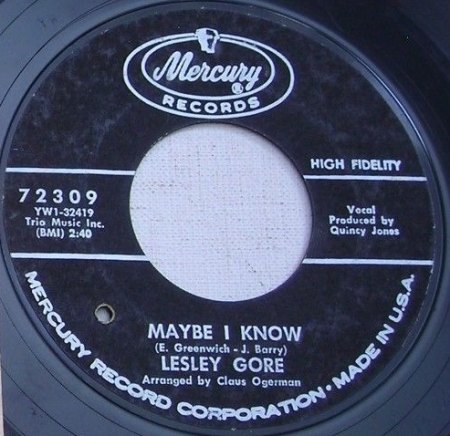 Mercury
®
RECORDS
HIGH FIDELITY
72309
YW1-32419
Trio Music Inc.
(BMI) 2:40
Vocal
Produced by
Quincy Jones
MAYBE I KNOW
(E. Greenwich - J. Barry)
LESLEY GORE
Arranged by Claus Ogerman
MERCURY RECORD CORPORATION • MADE IN U.S.A.